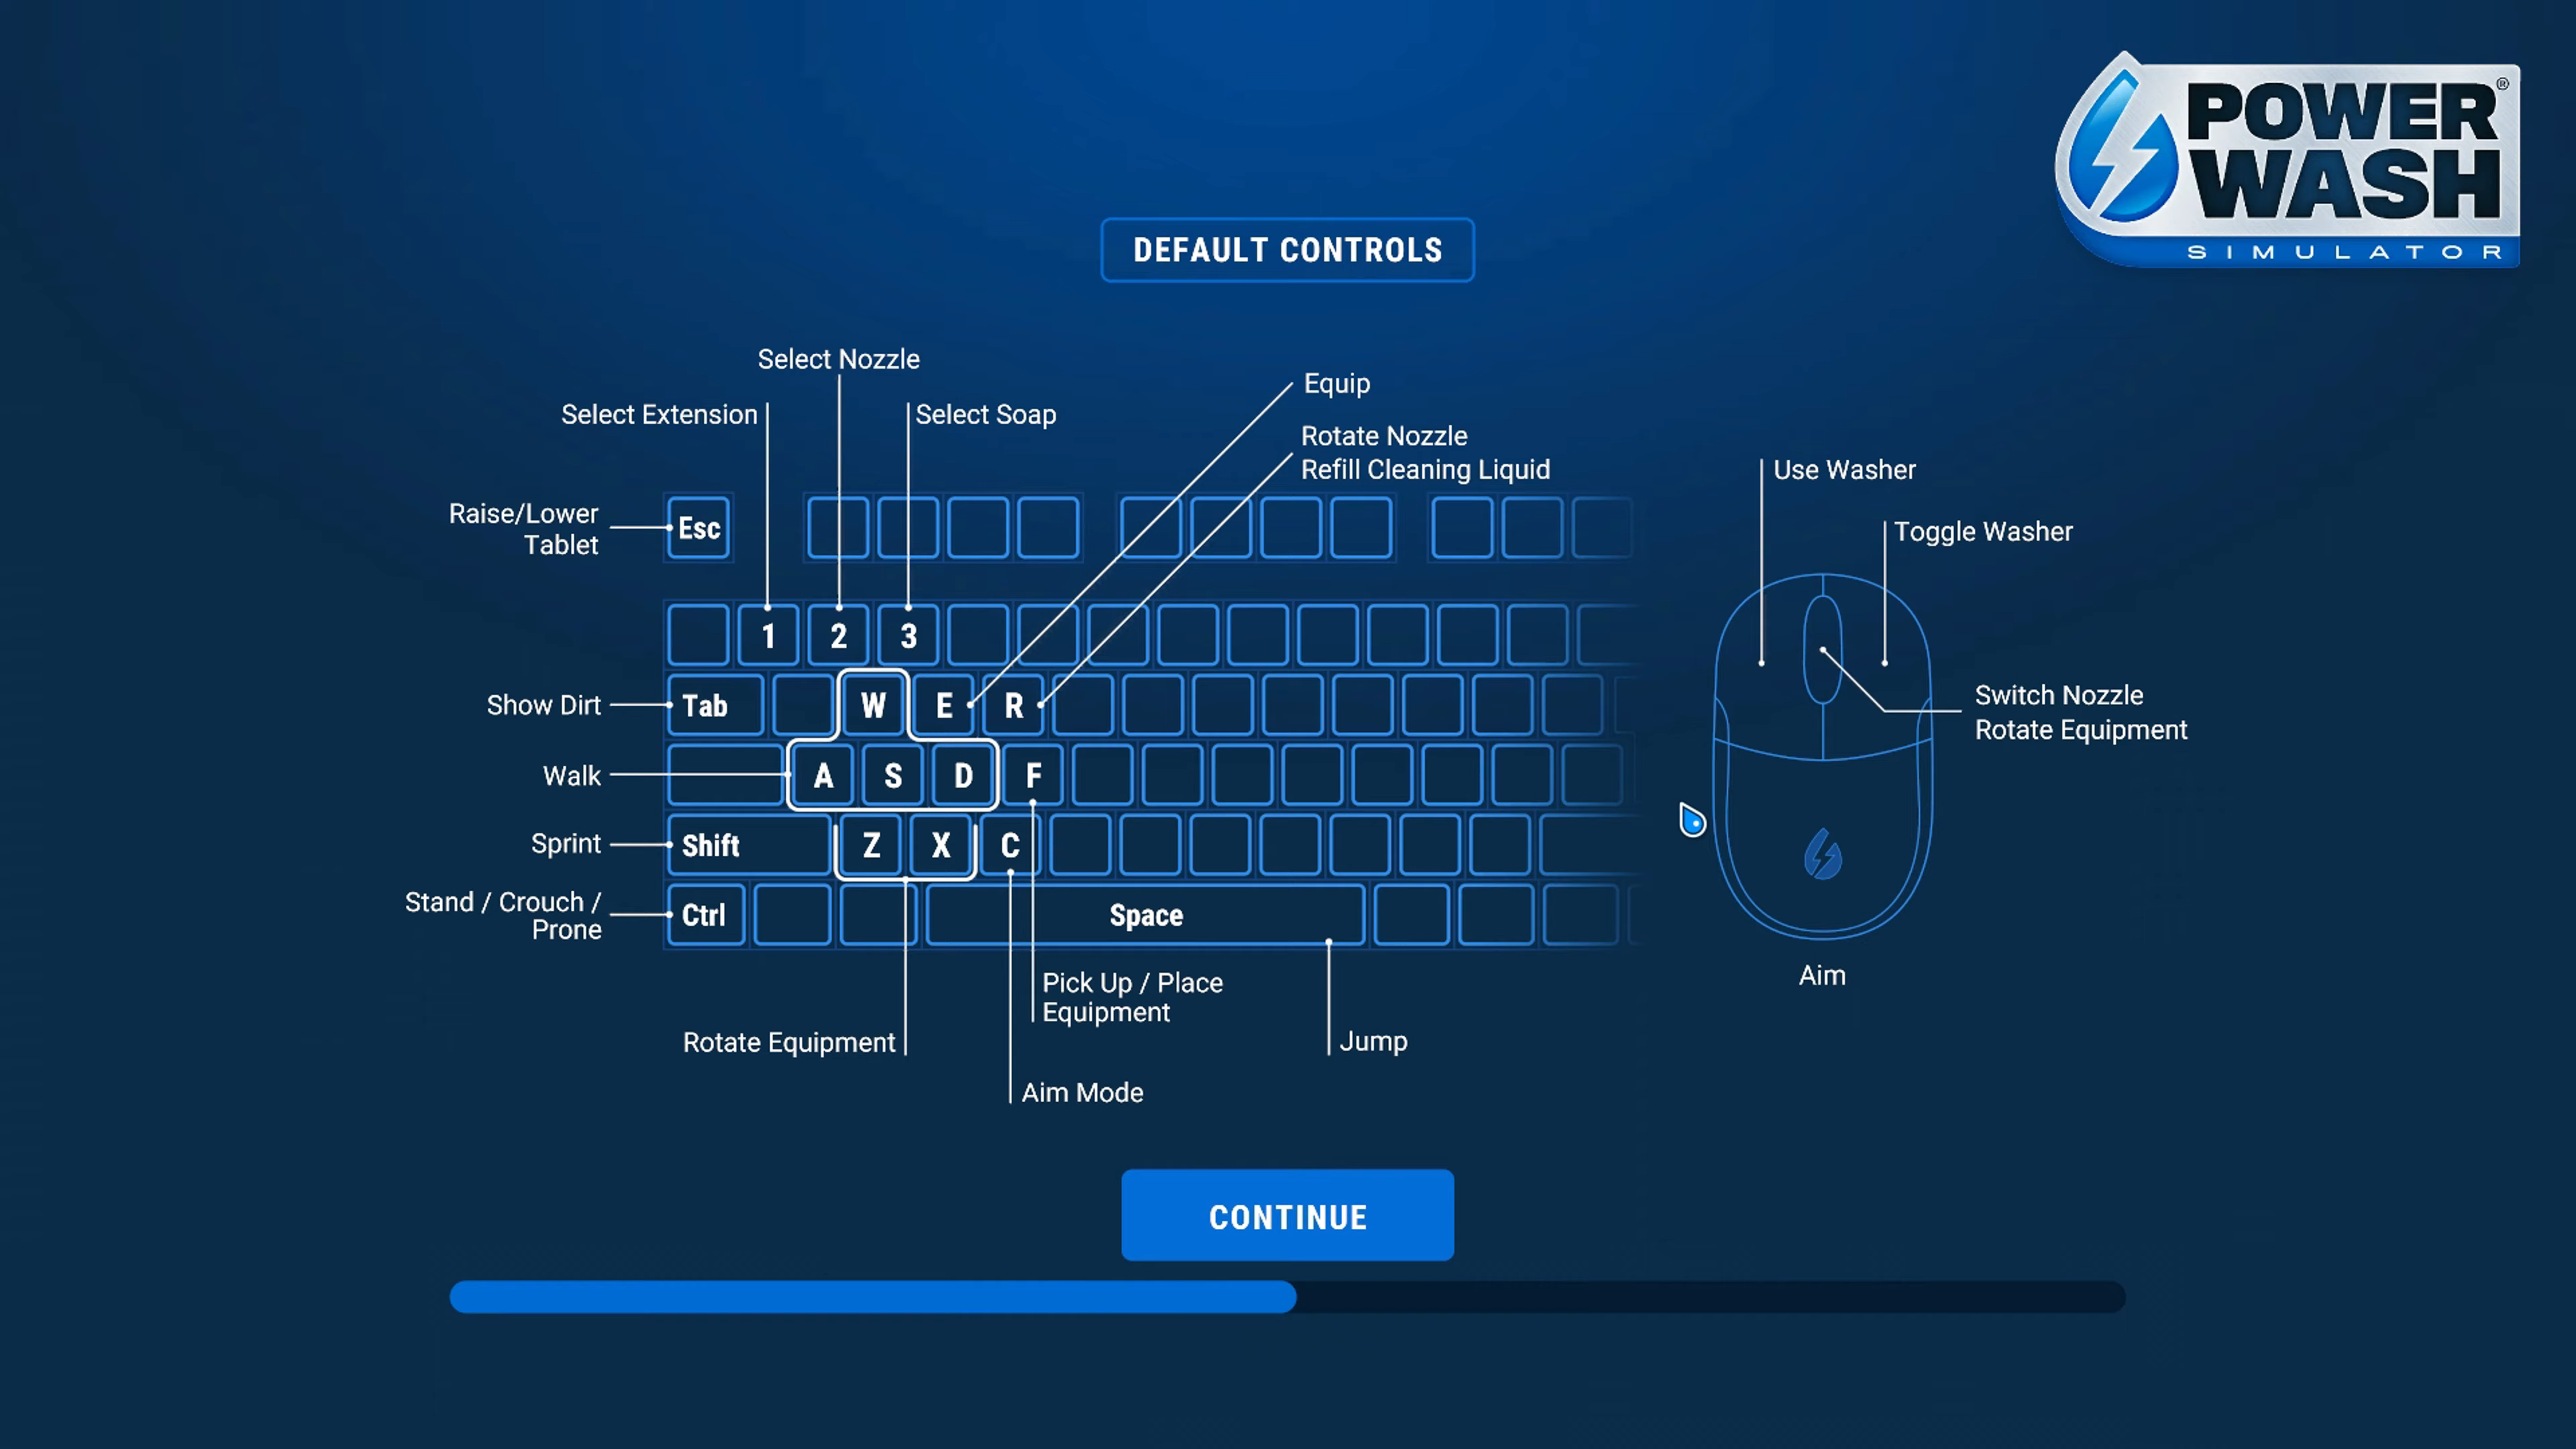 POWER®
WASH
SIMULATOR
DEFAULT CONTROLS
Select Nozzle
Select Extension
Select Soap
Equip
Rotate Nozzle
Refill Cleaning Liquid
Use Washer
Toggle Washer
Raise/Lower
Tablet
Esc
1 2 3
Show Dirt
Tab W E R
Switch Nozzle
Rotate Equipment
Walk
A S D F
Sprint
Shift Z X C
Stand / Crouch /
Prone
Ctrl Space
Aim
Pick Up / Place
Equipment
Rotate Equipment
Jump
Aim Mode
CONTINUE